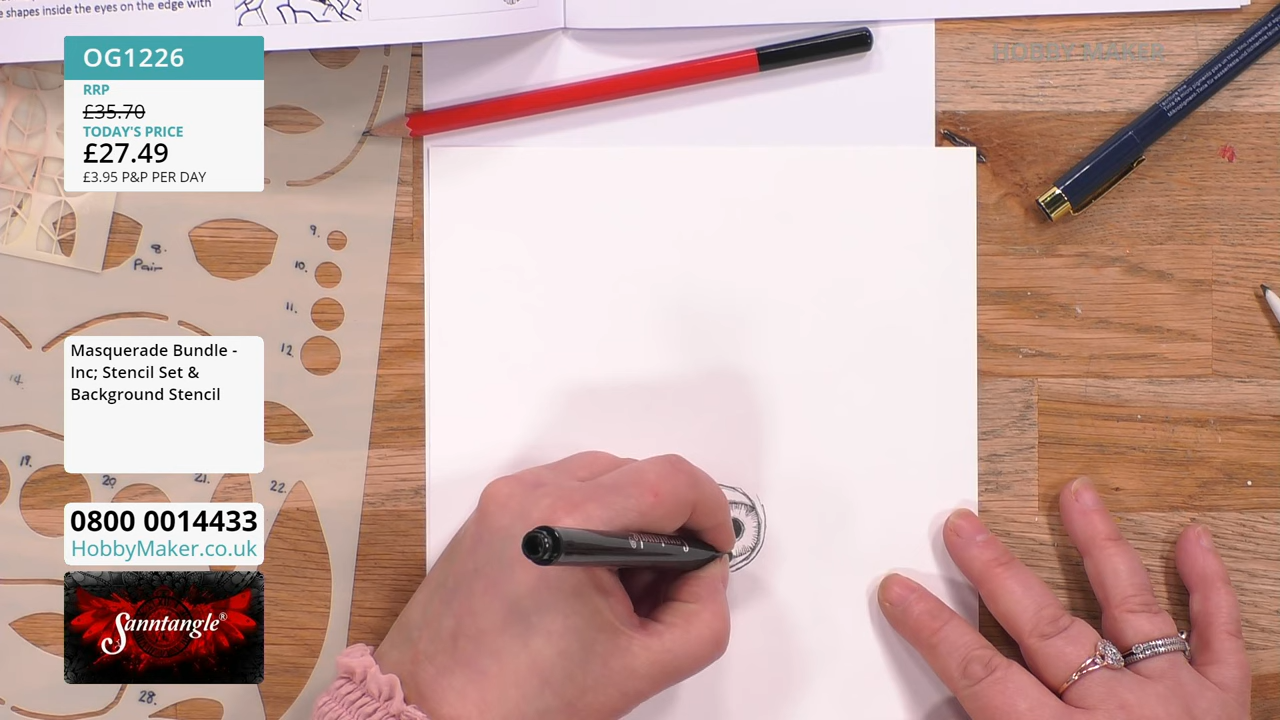 e shapes inside the eyes on the edge with
OG1226
RRP
£35.70
TODAY'S PRICE
£27.49
£3.95 P&P PER DAY
HOBBY MAKER
8.
Pair
9.
10.
11.
12
14.
Masquerade Bundle -
Inc; Stencil Set &
Background Stencil
19.
20.
21.
22.
0800 0014433
HobbyMaker.co.uk
Sanntangle®
28.